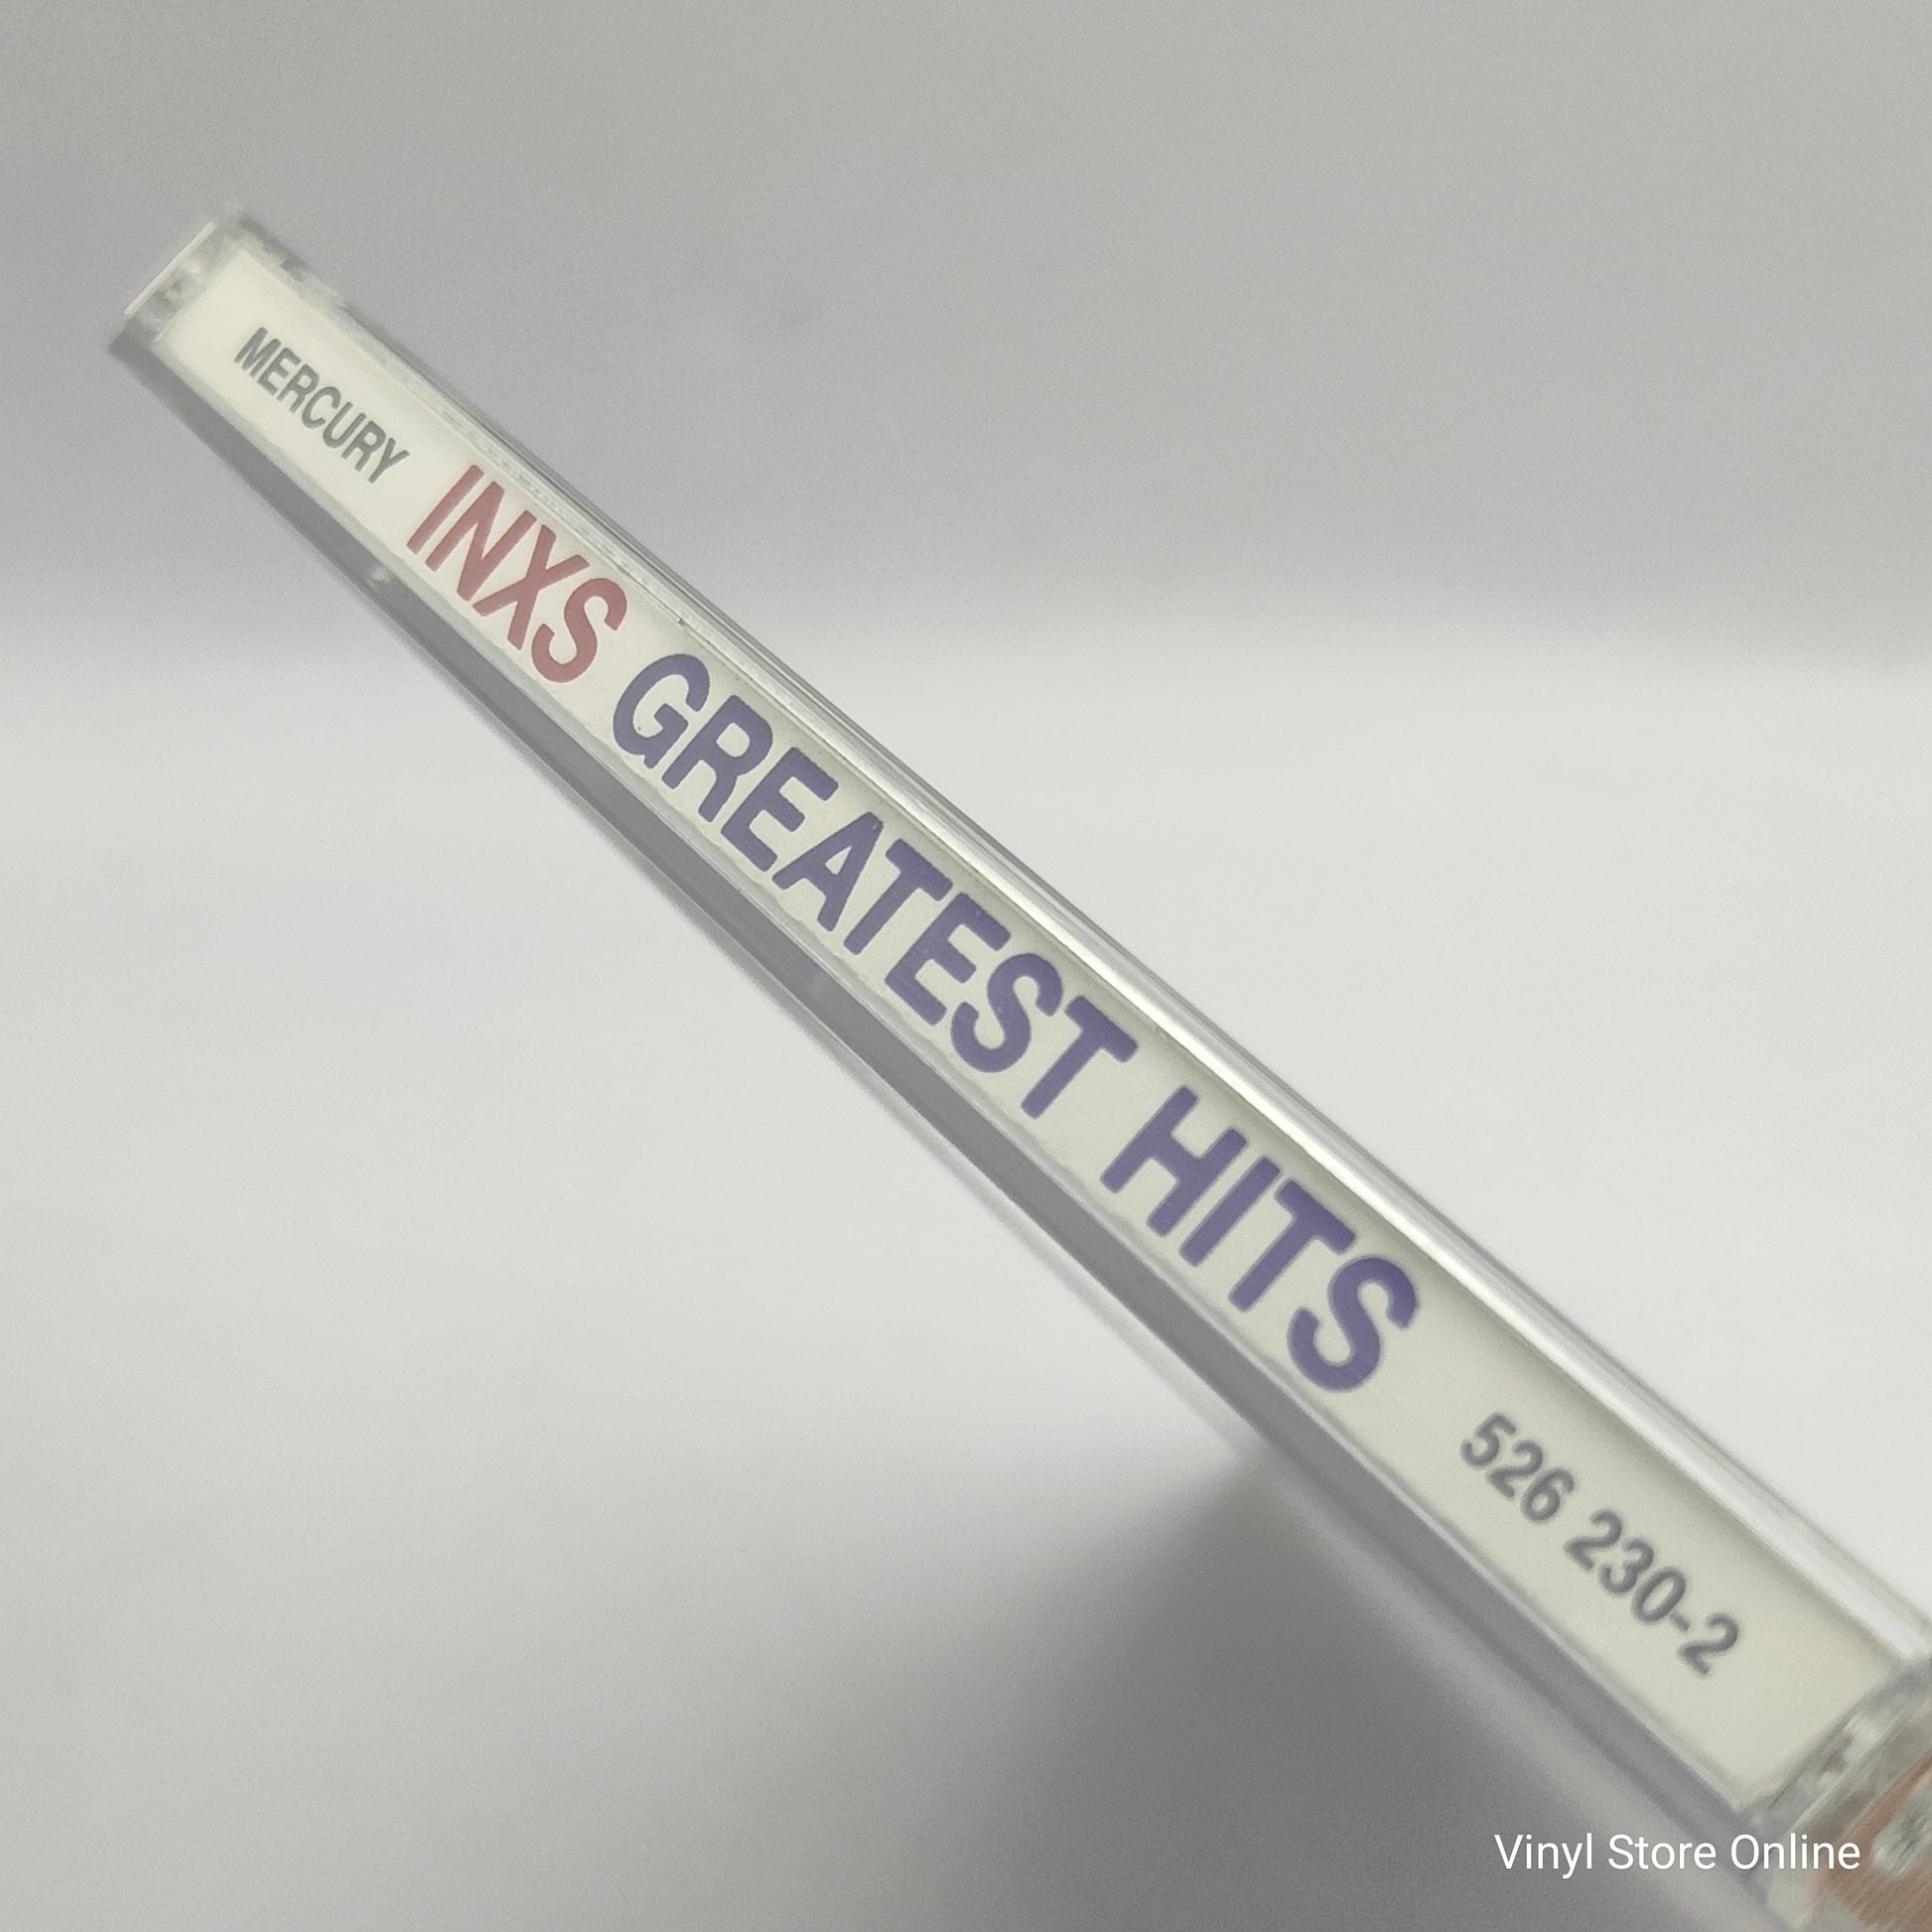 MERCURY INXS GREATEST HITS 526 230-2
Vinyl Store Online